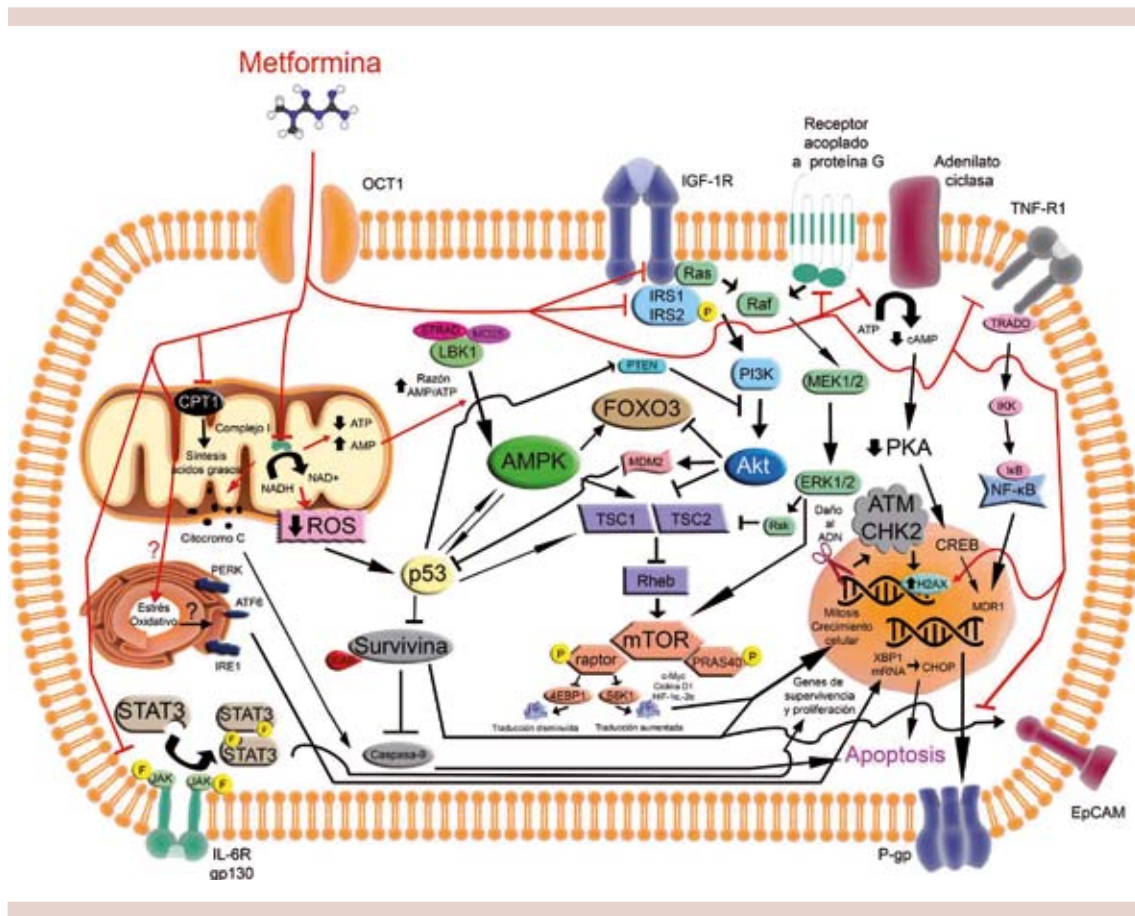 Metformina
OCT1
IGF-1R
Receptor
acoplado
a proteína G
Adenilato
ciclasa
TNF-R1
Ras
Raf
IRS1
IRS2
P
ATP
cAMP
TRADD
STRAD
MO25
LBK1
Razón
AMP/ATP
PTEN
PI3K
MEK1/2
IKK
CPT1
Complejo I
ATP
AMP
Síntesis
ácidos grasos
NADH
NAD+
FOXO3
AMPK
MDM2
Akt
PKA
ERK1/2
IκB
NF-κB
Citocromo C
ROS
TSC1
TSC2
Rsk
Daño
al
ADN
ATM
CHK2
CREB
p53
H2AX
MDR1
?
PERK
ATF6
IRE1
Estrés
Oxidativo
?
Rheb
Mitosis
Crecimiento
celular
Survivina
mTOR
raptor
PRAS40
P
P
XBP1
mRNA
CHOP
4EBP1
S6K1
c-Myc
Ciclina D1
Traducción disminuida
Traducción aumentada
Genes de
supervivencia
y proliferación
STAT3
STAT3
P
P
STAT3
Caspasa-9
Apoptosis
JAK
JAK
IL-6R
gp130
P-gp
EpCAM